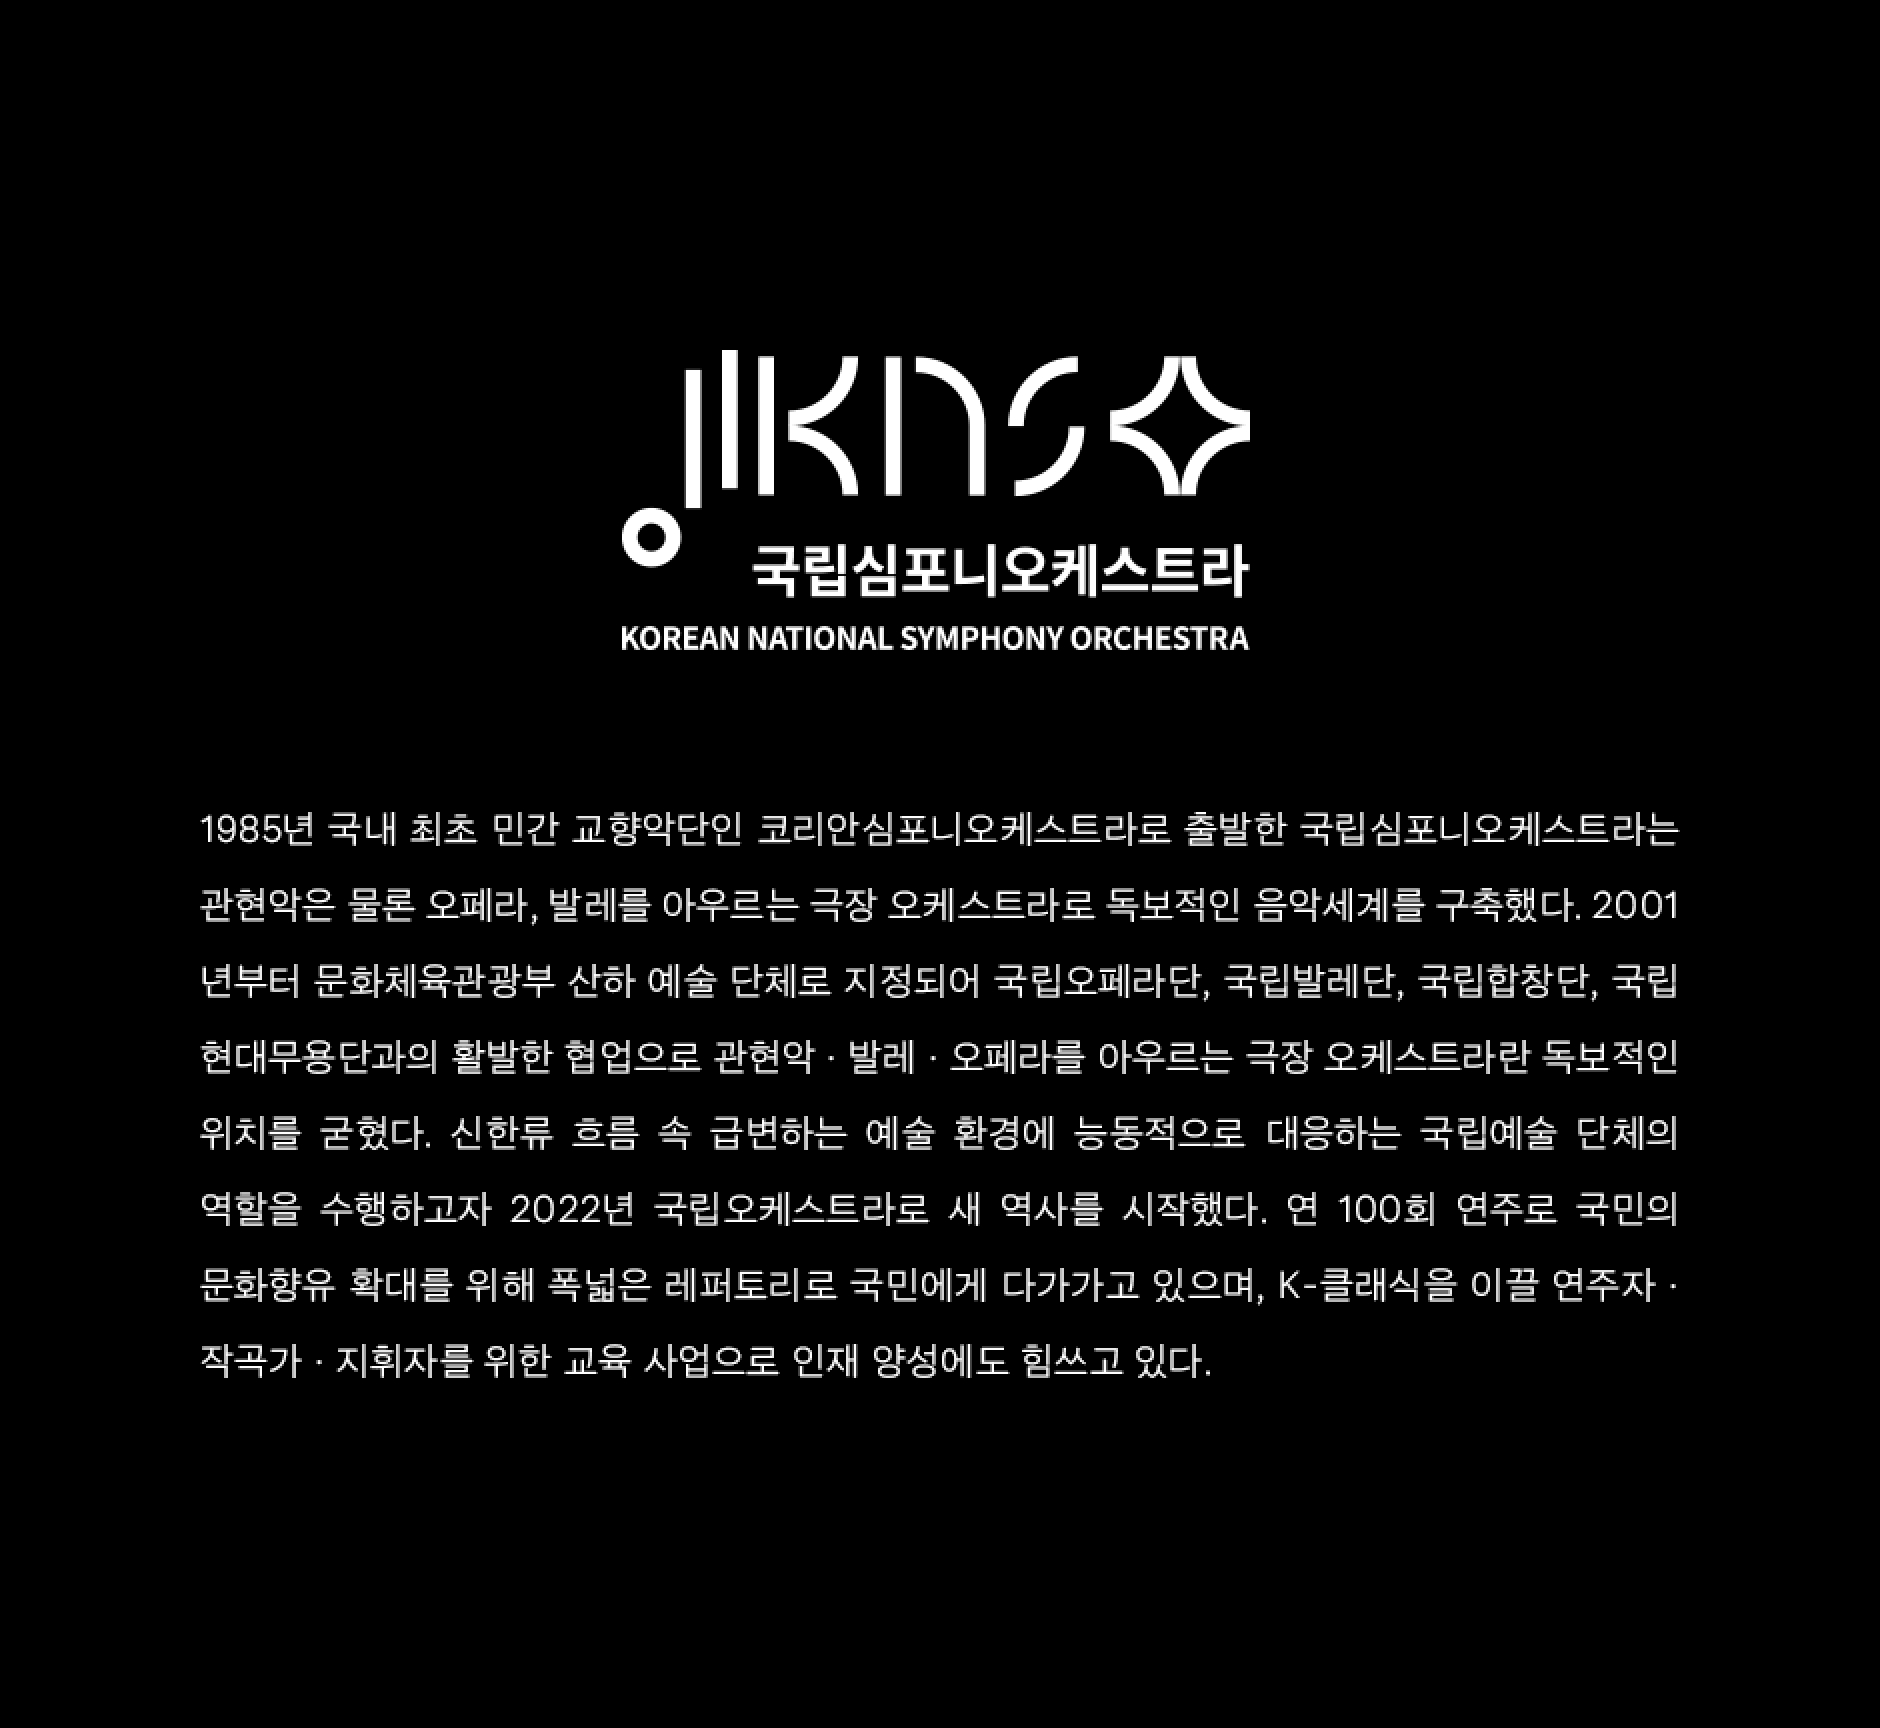 knso
국립심포니오케스트라
KOREAN NATIONAL SYMPHONY ORCHESTRA
1985년 국내 최초 민간 교향악단인 코리안심포니오케스트라로 출발한 국립심포니오케스트라는
관현악은 물론 오페라, 발레를 아우르는 극장 오케스트라로 독보적인 음악세계를 구축했다. 2001
년부터 문화체육관광부 산하 예술 단체로 지정되어 국립오페라단, 국립발레단, 국립합창단, 국립
현대무용단과의 활발한 협업으로 관현악 · 발레 · 오페라를 아우르는 극장 오케스트라란 독보적인
위치를 굳혔다. 신한류 흐름 속 급변하는 예술 환경에 능동적으로 대응하는 국립예술 단체의
역할을 수행하고자 2022년 국립오케스트라로 새 역사를 시작했다. 연 100회 연주로 국민의
문화향유 확대를 위해 폭넓은 레퍼토리로 국민에게 다가가고 있으며, K-클래식을 이끌 연주자 ·
작곡가 · 지휘자를 위한 교육 사업으로 인재 양성에도 힘쓰고 있다.